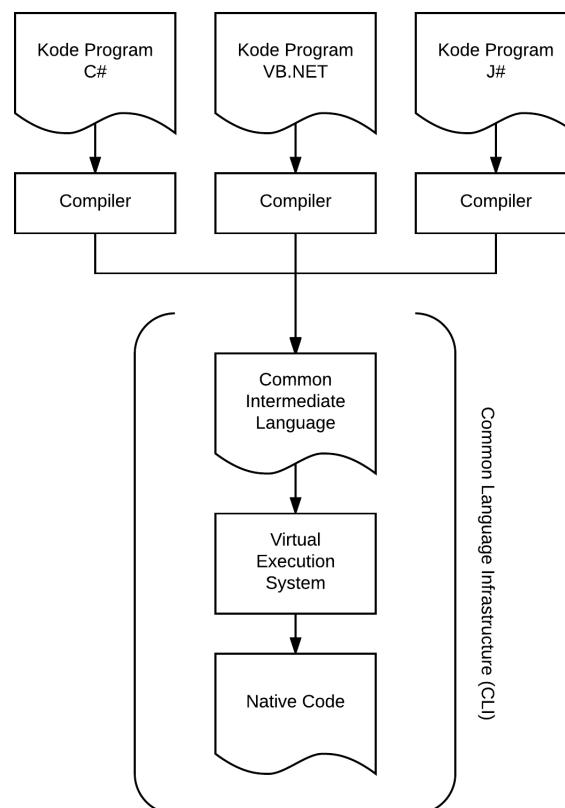 Kode Program
C#
Kode Program
VB.NET
Kode Program
J#
Compiler
Compiler
Compiler
Common
Intermediate
Language
Virtual
Execution
System
Native Code
Common Language Infrastructure (CLI)